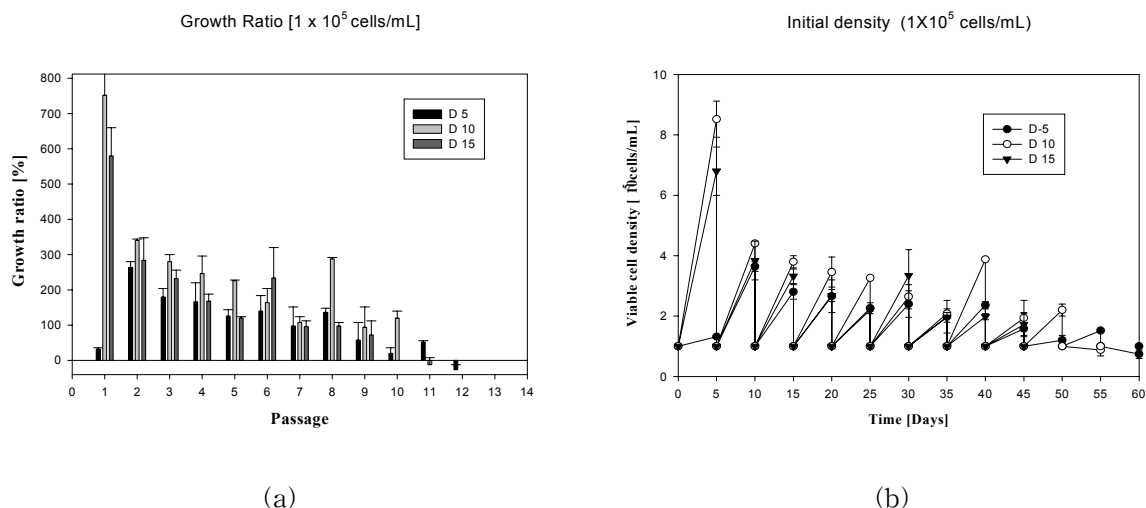 Growth Ratio [1 x 10⁵ cells/mL]
Growth ratio [%]
800
700
600
500
400
300
200
100
0
D 5
D 10
D 15
0 1 2 3 4 5 6 7 8 9 10 11 12 13 14
Passage
(a)
Initial density (1X10⁵ cells/mL)
Viable cell density [ 10⁵cells/mL]
10
8
6
4
2
0
D-5
D 10
D 15
0 5 10 15 20 25 30 35 40 45 50 55 60
Time [Days]
(b)